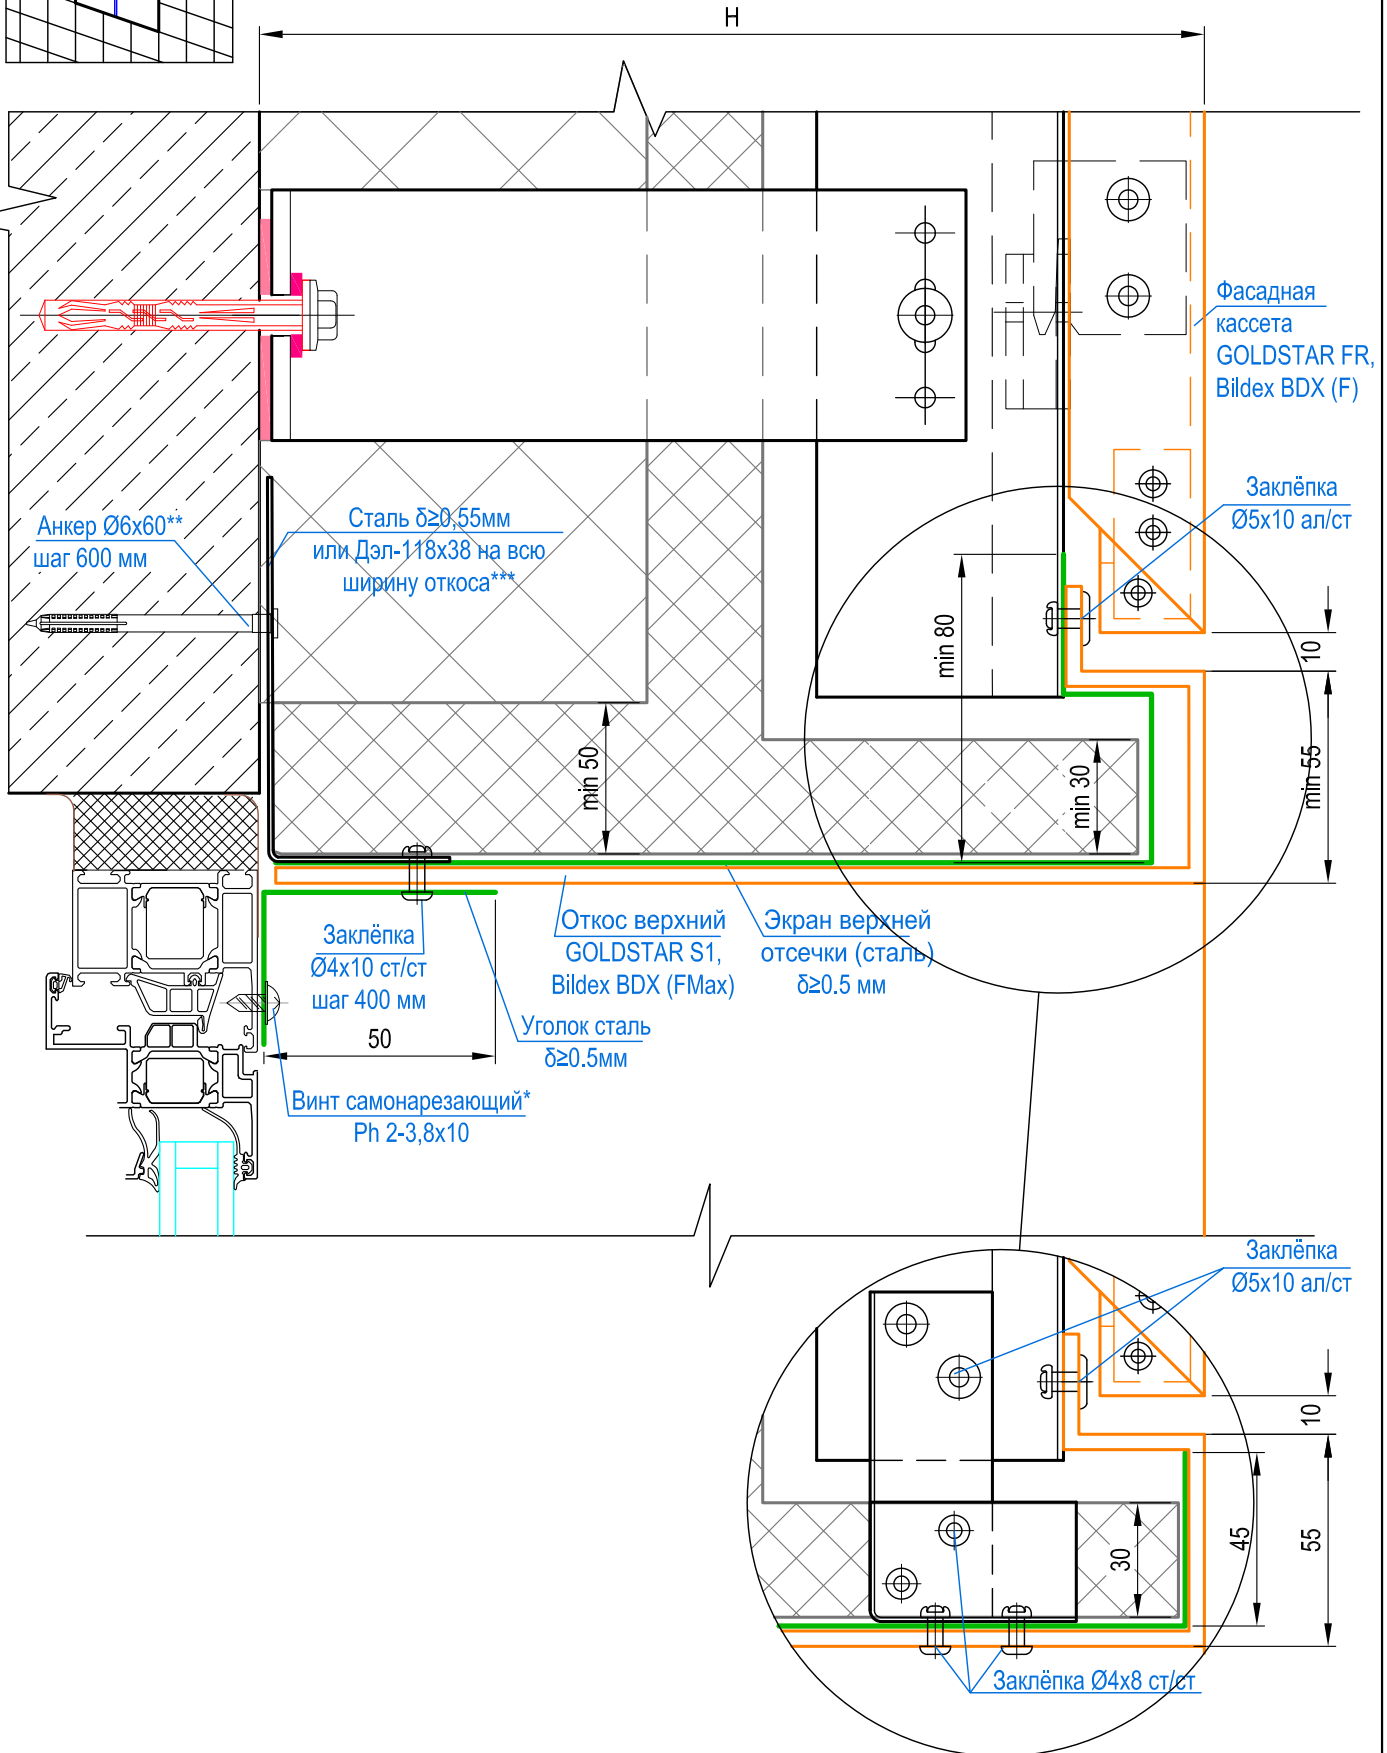 H
Фасадная
кассета
GOLDSTAR FR,
Bildex BDX (F)
Заклёпка
Ø5x10 ал/ст
Анкер Ø6x60**
шаг 600 мм
Сталь δ≥0,55мм
или Дэл-118x38 на всю
ширину откоса***
min 80
10
min 50
min 30
min 55
Откос верхний
GOLDSTAR S1,
Bildex BDX (FMax)
Экран верхней
отсечки (сталь)
δ≥0.5 мм
Заклёпка
Ø4x10 ст/ст
шаг 400 мм
50
Уголок сталь
δ≥0.5мм
Винт самонарезающий*
Ph 2-3,8x10
Заклёпка
Ø5x10 ал/ст
10
30
45
55
Заклёпка Ø4x8 ст/ст